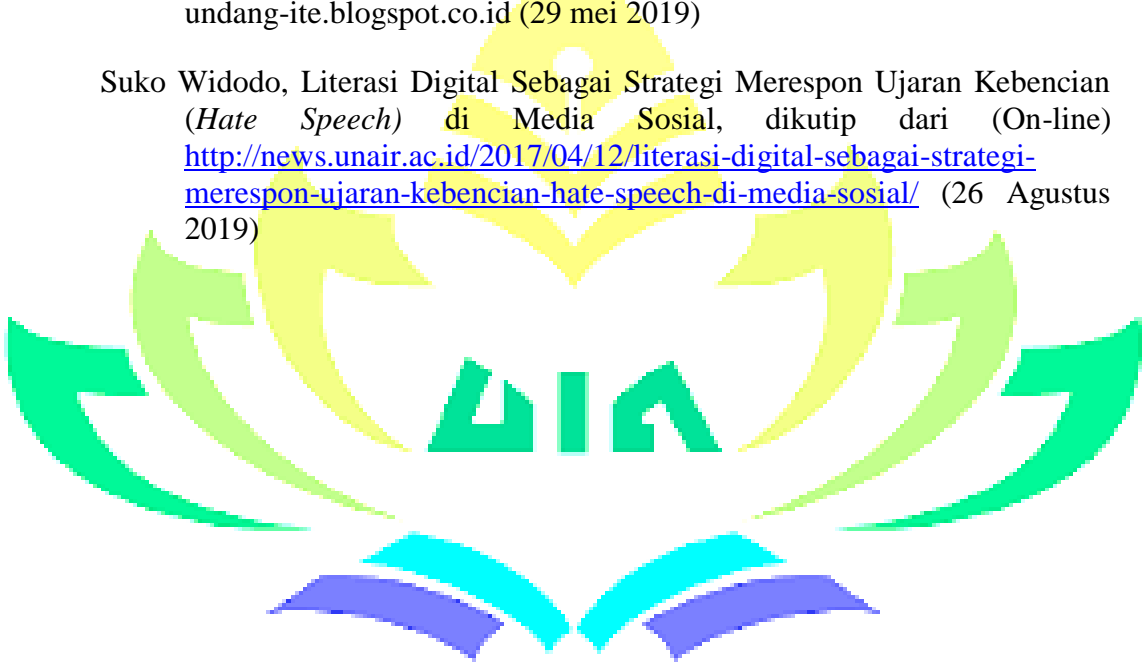 undang-ite.blogspot.co.id (29 mei 2019)
Suko Widodo, Literasi Digital Sebagai Strategi Merespon Ujaran Kebencian
(Hate Speech) di Media Sosial, dikutip dari (On-line)
http://news.unair.ac.id/2017/04/12/literasi-digital-sebagai-strategi-
merespon-ujaran-kebencian-hate-speech-di-media-sosial/ (26 Agustus
2019)